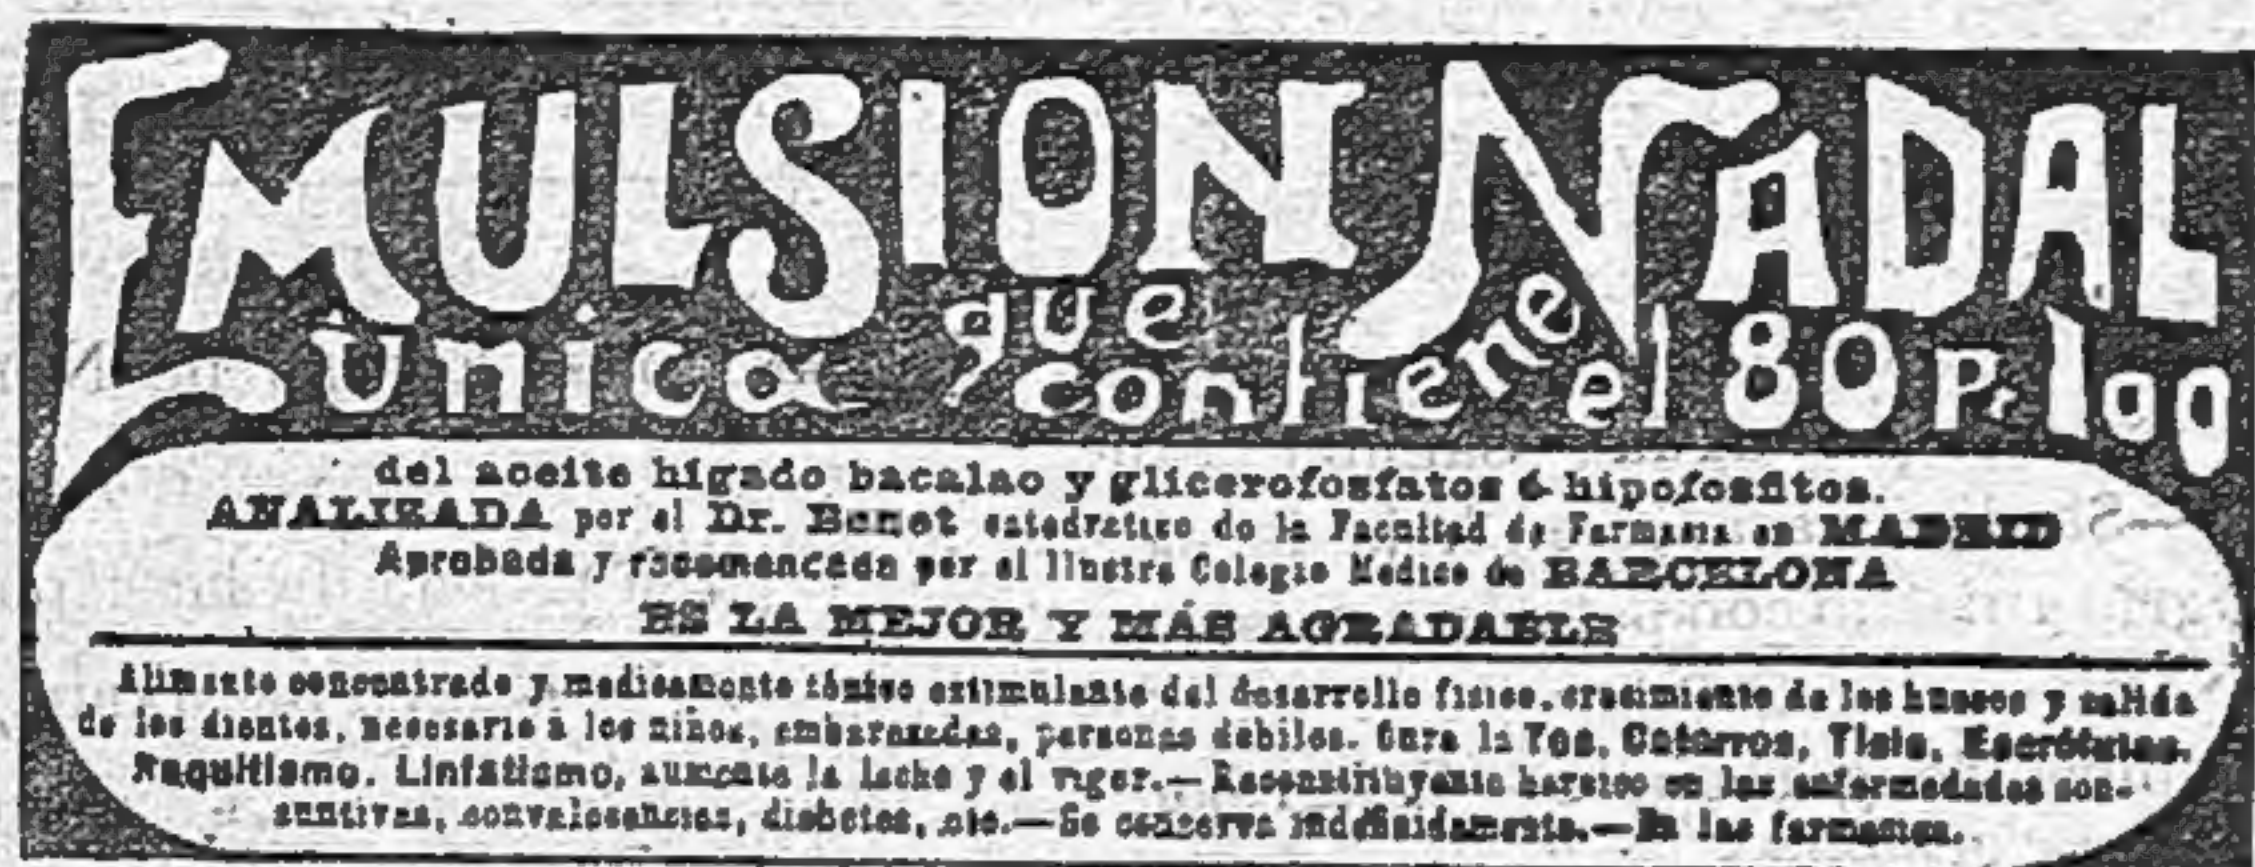 EMULSION NADAL
única que contiene el 80 Pr. 100
del aceite hígado bacalao y glicerofosfatos é hipofosfitos.
ANALIZADA por el Dr. Bonet catedratico de la Facultad de Farmacia en MADRID
Aprobada y recomendada por el Ilustre Colegio Medico de BARCELONA
ES LA MEJOR Y MÁS AGRADABLE
Alimento concentrado y medicamento tónico estimulante del desarrollo fisico, crecimiento de los huesos y salida
de los dientes, necesario á los niños, embarazadas, personas debiles. Cura la Tos, Catarros, Tisis, Escrófulas,
Raquitismo. Linfatismo, aumenta la leche y el vigor.—Reconstituyente heroico en las enfermedades con-
suntivas, convalecencias, diabetes, etc.—Se conserva indefinidamente.—En las farmacias.